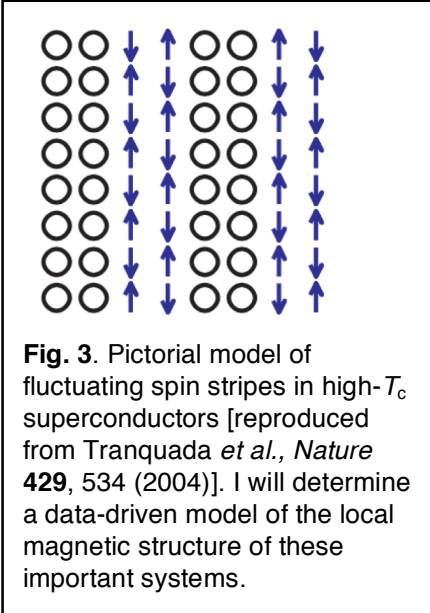 Fig. 3. Pictorial model of
fluctuating spin stripes in high-Tc
superconductors [reproduced
from Tranquada et al., Nature
429, 534 (2004)]. I will determine
a data-driven model of the local
magnetic structure of these
important systems.